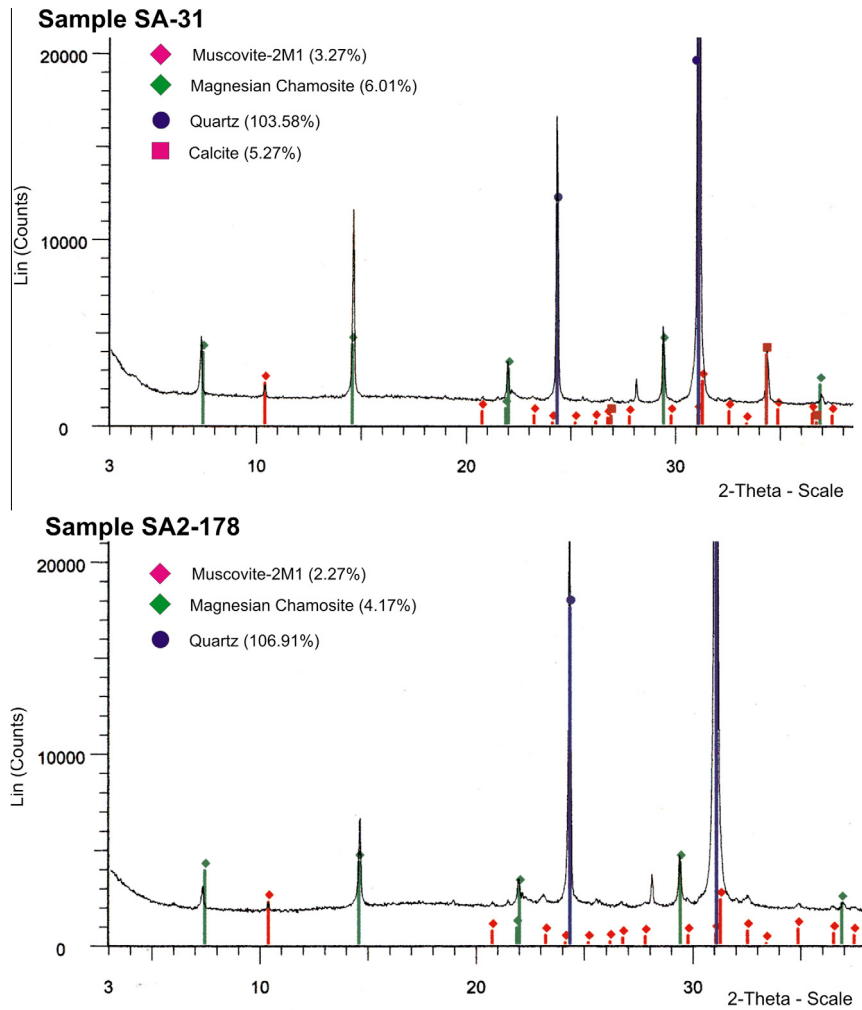 Sample SA-31
20000
Muscovite-2M1 (3.27%)
Magnesian Chamosite (6.01%)
Quartz (103.58%)
Calcite (5.27%)
Lin (Counts)
10000
0
3 10 20 30
2-Theta - Scale
Sample SA2-178
20000
Muscovite-2M1 (2.27%)
Magnesian Chamosite (4.17%)
Quartz (106.91%)
Lin (Counts)
10000
0
3 10 20 30
2-Theta - Scale